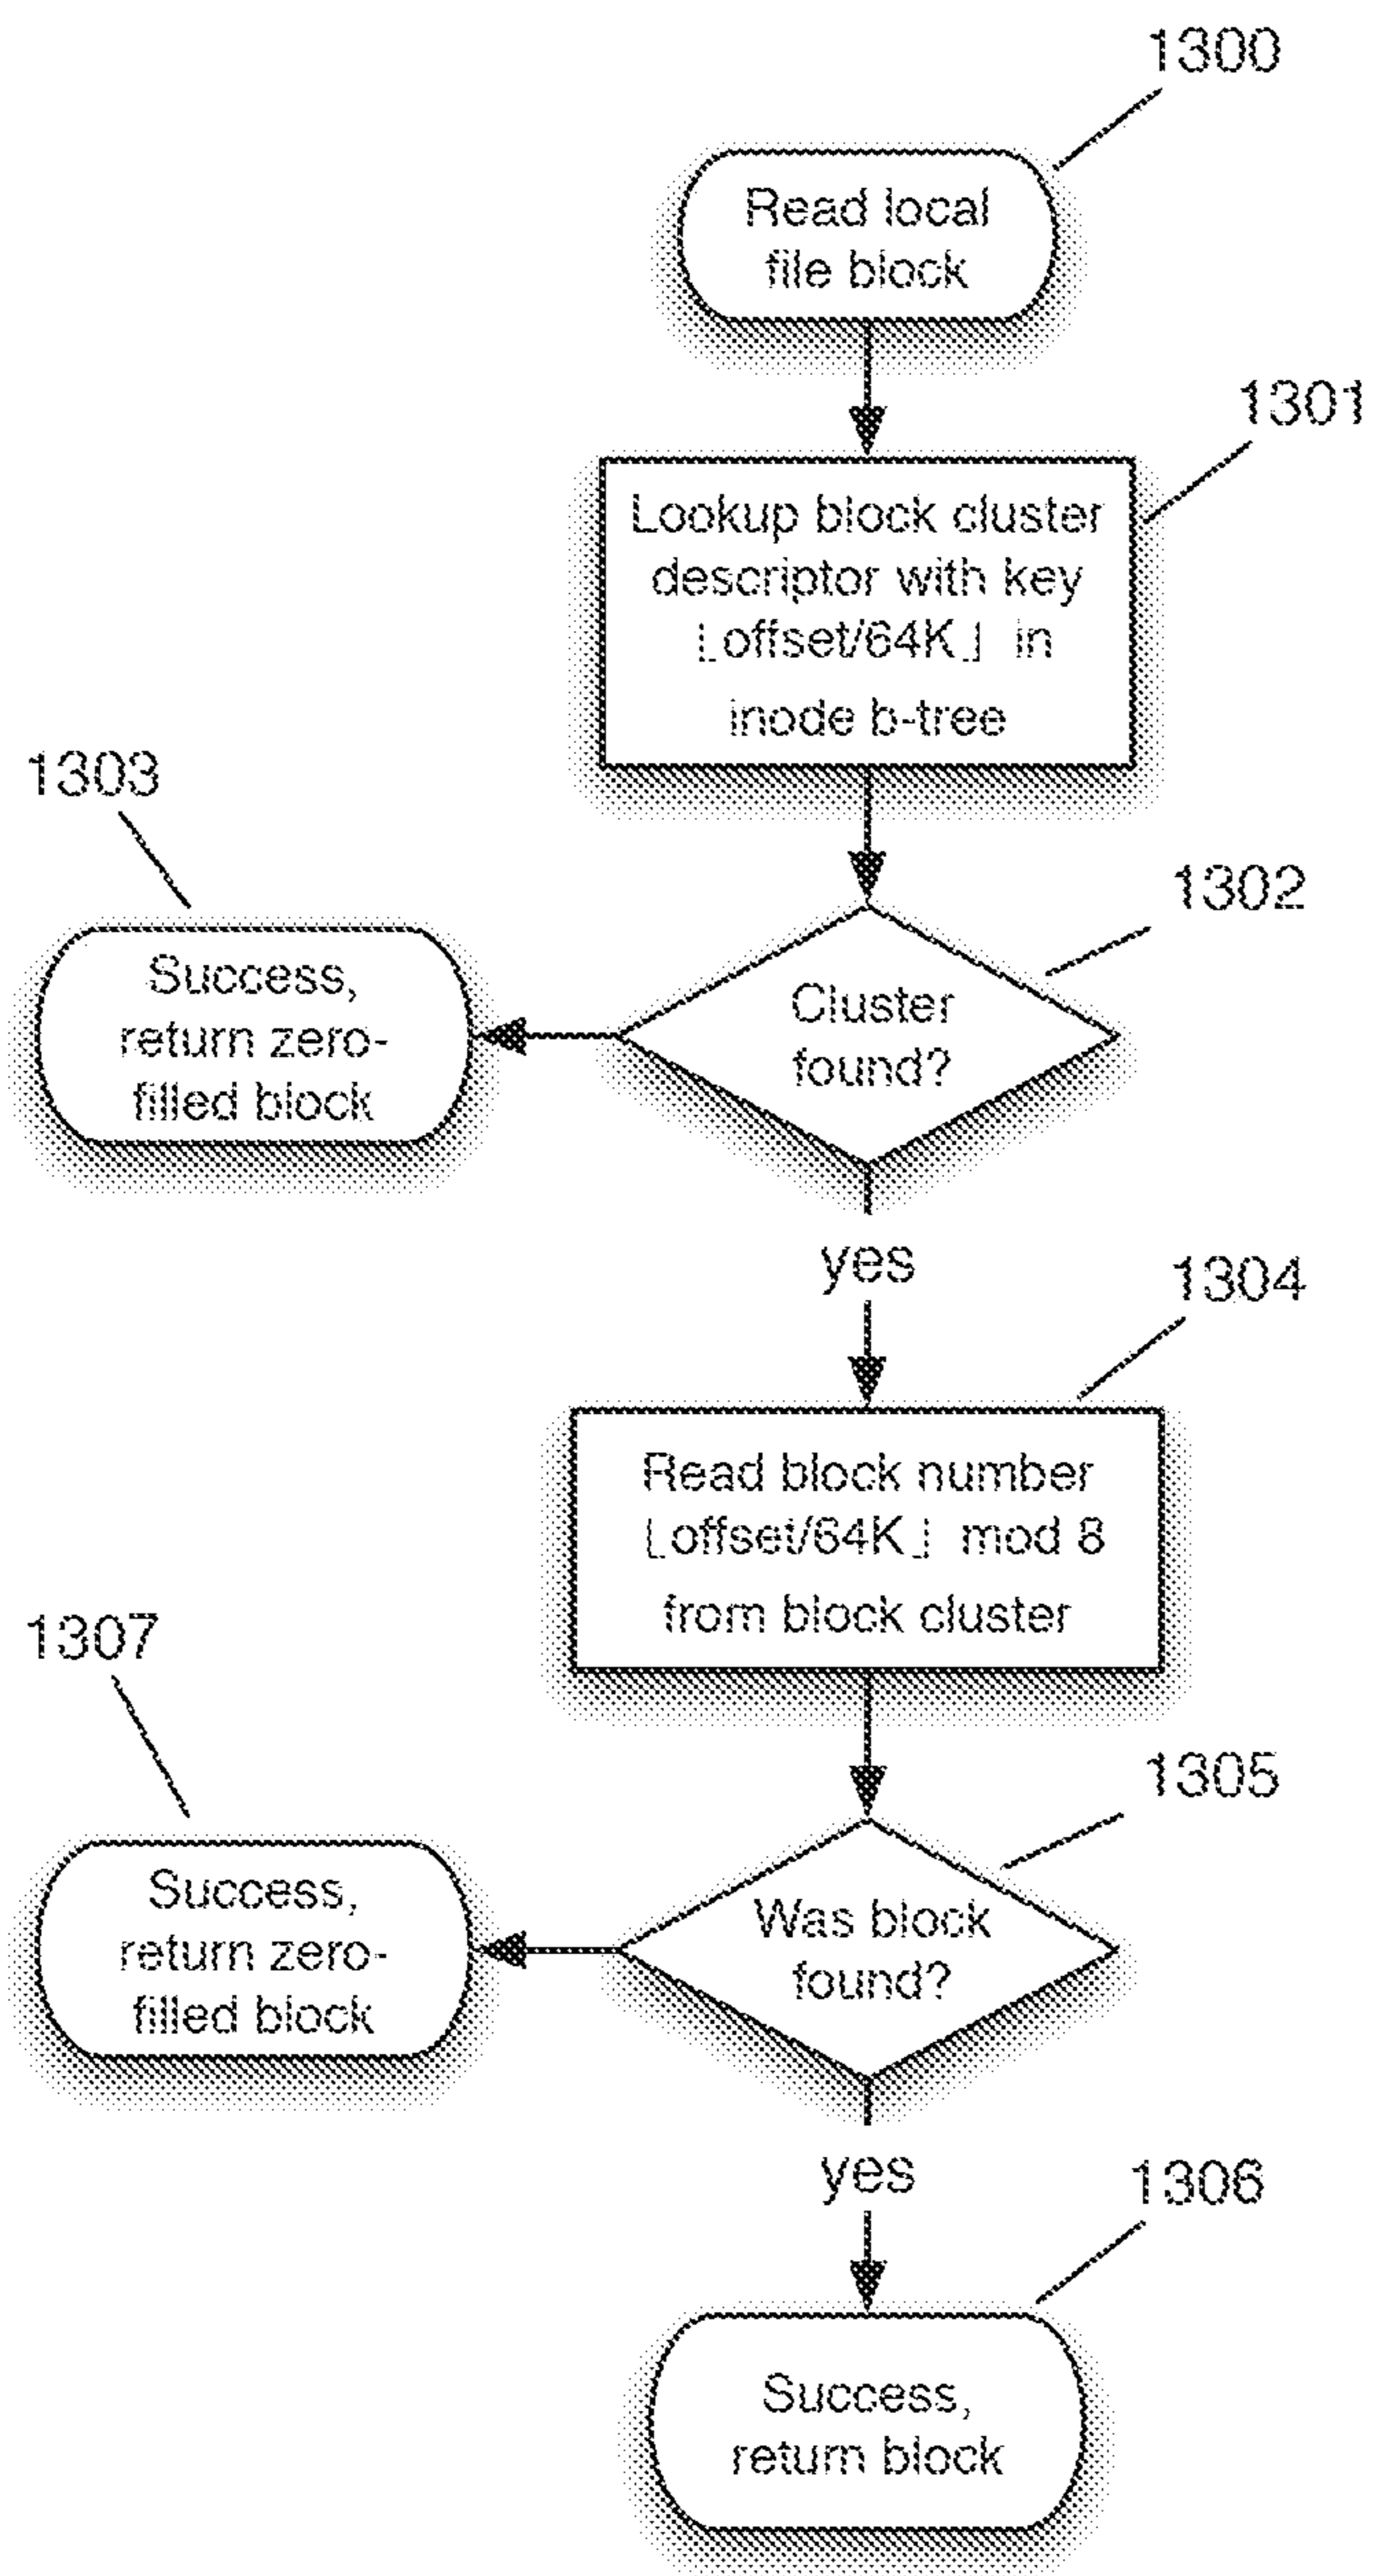 1300
Read local
file block
1301
Lookup block cluster
descriptor with key
⌊offset/64K⌋ in
inode b-tree
1303
1302
Success,
return zero-
filled block
Cluster
found?
yes
1304
Read block number
⌊offset/64K⌋ mod 8
from block cluster
1307
1305
Success,
return zero-
filled block
Was block
found?
yes
1306
Success,
return block